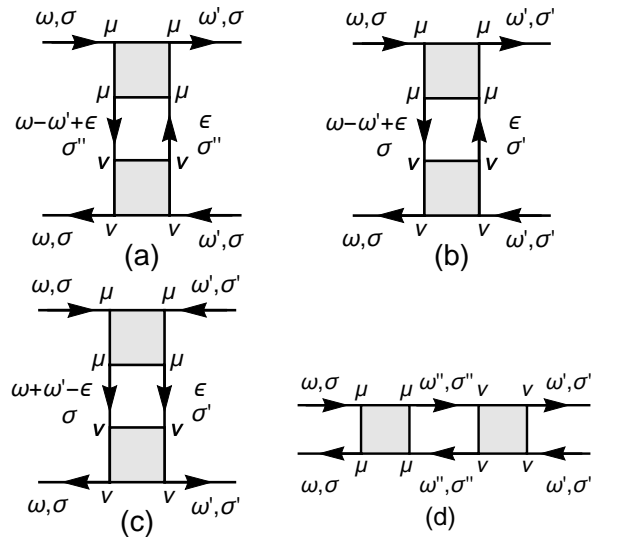 ω,σ μ μ ω',σ
μ μ
ω−ω'+ε ε
σ'' σ''
ν ν
ω,σ ν ν ω',σ
(a)
ω,σ μ μ ω',σ'
μ μ
ω−ω'+ε ε
σ σ'
ν ν
ω,σ ν ν ω',σ'
(b)
ω,σ μ μ ω',σ'
μ μ
ω+ω'−ε ε
σ σ'
ν ν
ω,σ ν ν ω',σ'
(c)
ω,σ μ μ ω'',σ'' ν ν ω',σ'
ω,σ μ μ ω'',σ'' ν ν ω',σ'
(d)